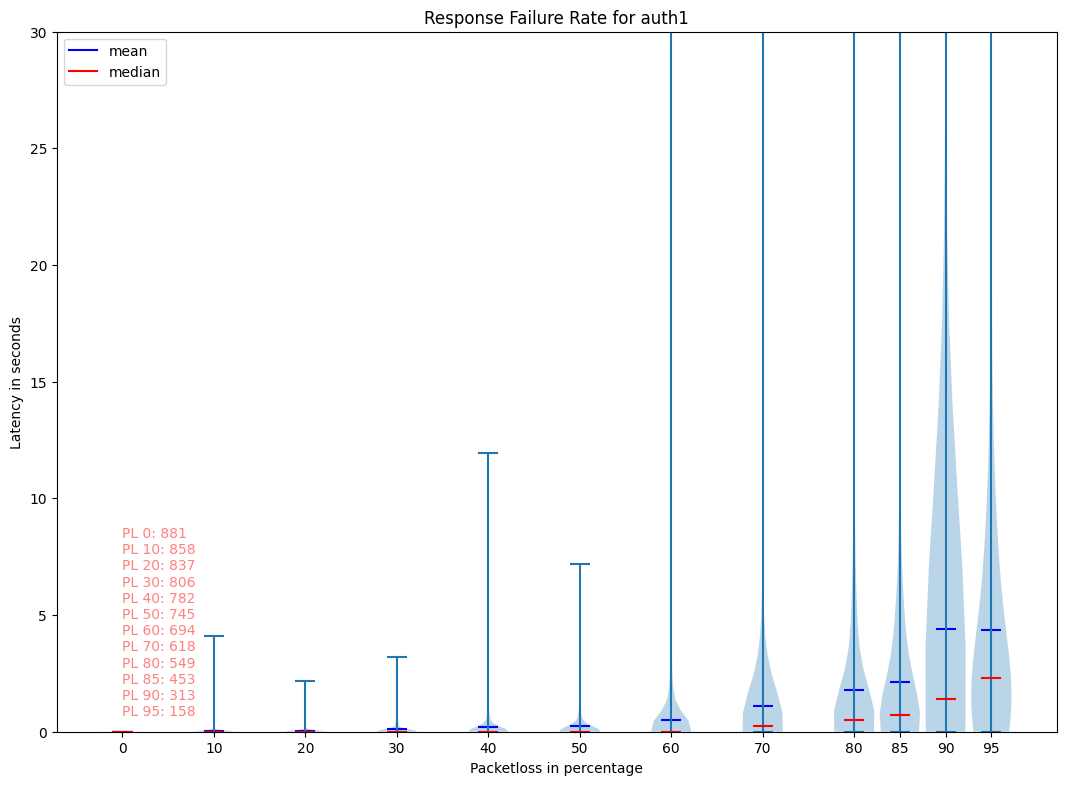 Response Failure Rate for auth1
mean
median
30
25
20
15
10
5
0
Latency in seconds
PL 0: 881
PL 10: 858
PL 20: 837
PL 30: 806
PL 40: 782
PL 50: 745
PL 60: 694
PL 70: 618
PL 80: 549
PL 85: 453
PL 90: 313
PL 95: 158
0 10 20 30 40 50 60 70 80 85 90 95
Packetloss in percentage